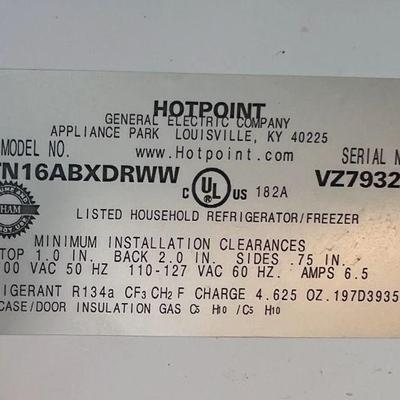 HOTPOINT
GENERAL ELECTRIC COMPANY
APPLIANCE PARK LOUISVILLE, KY 40225
MODEL NO. www.Hotpoint.com SERIAL N
TN16ABXDRWW C UL US 182A VZ7932
LISTED HOUSEHOLD REFRIGERATOR/FREEZER
MINIMUM INSTALLATION CLEARANCES
TOP 1.0 IN. BACK 2.0 IN. SIDES .75 IN.
00 VAC 50 HZ 110-127 VAC 60 HZ. AMPS 6.5
RIGERANT R134a CF3CH2F CHARGE 4.625 OZ.197D3935
CASE/DOOR INSULATION GAS C5 H10 /C5 H10